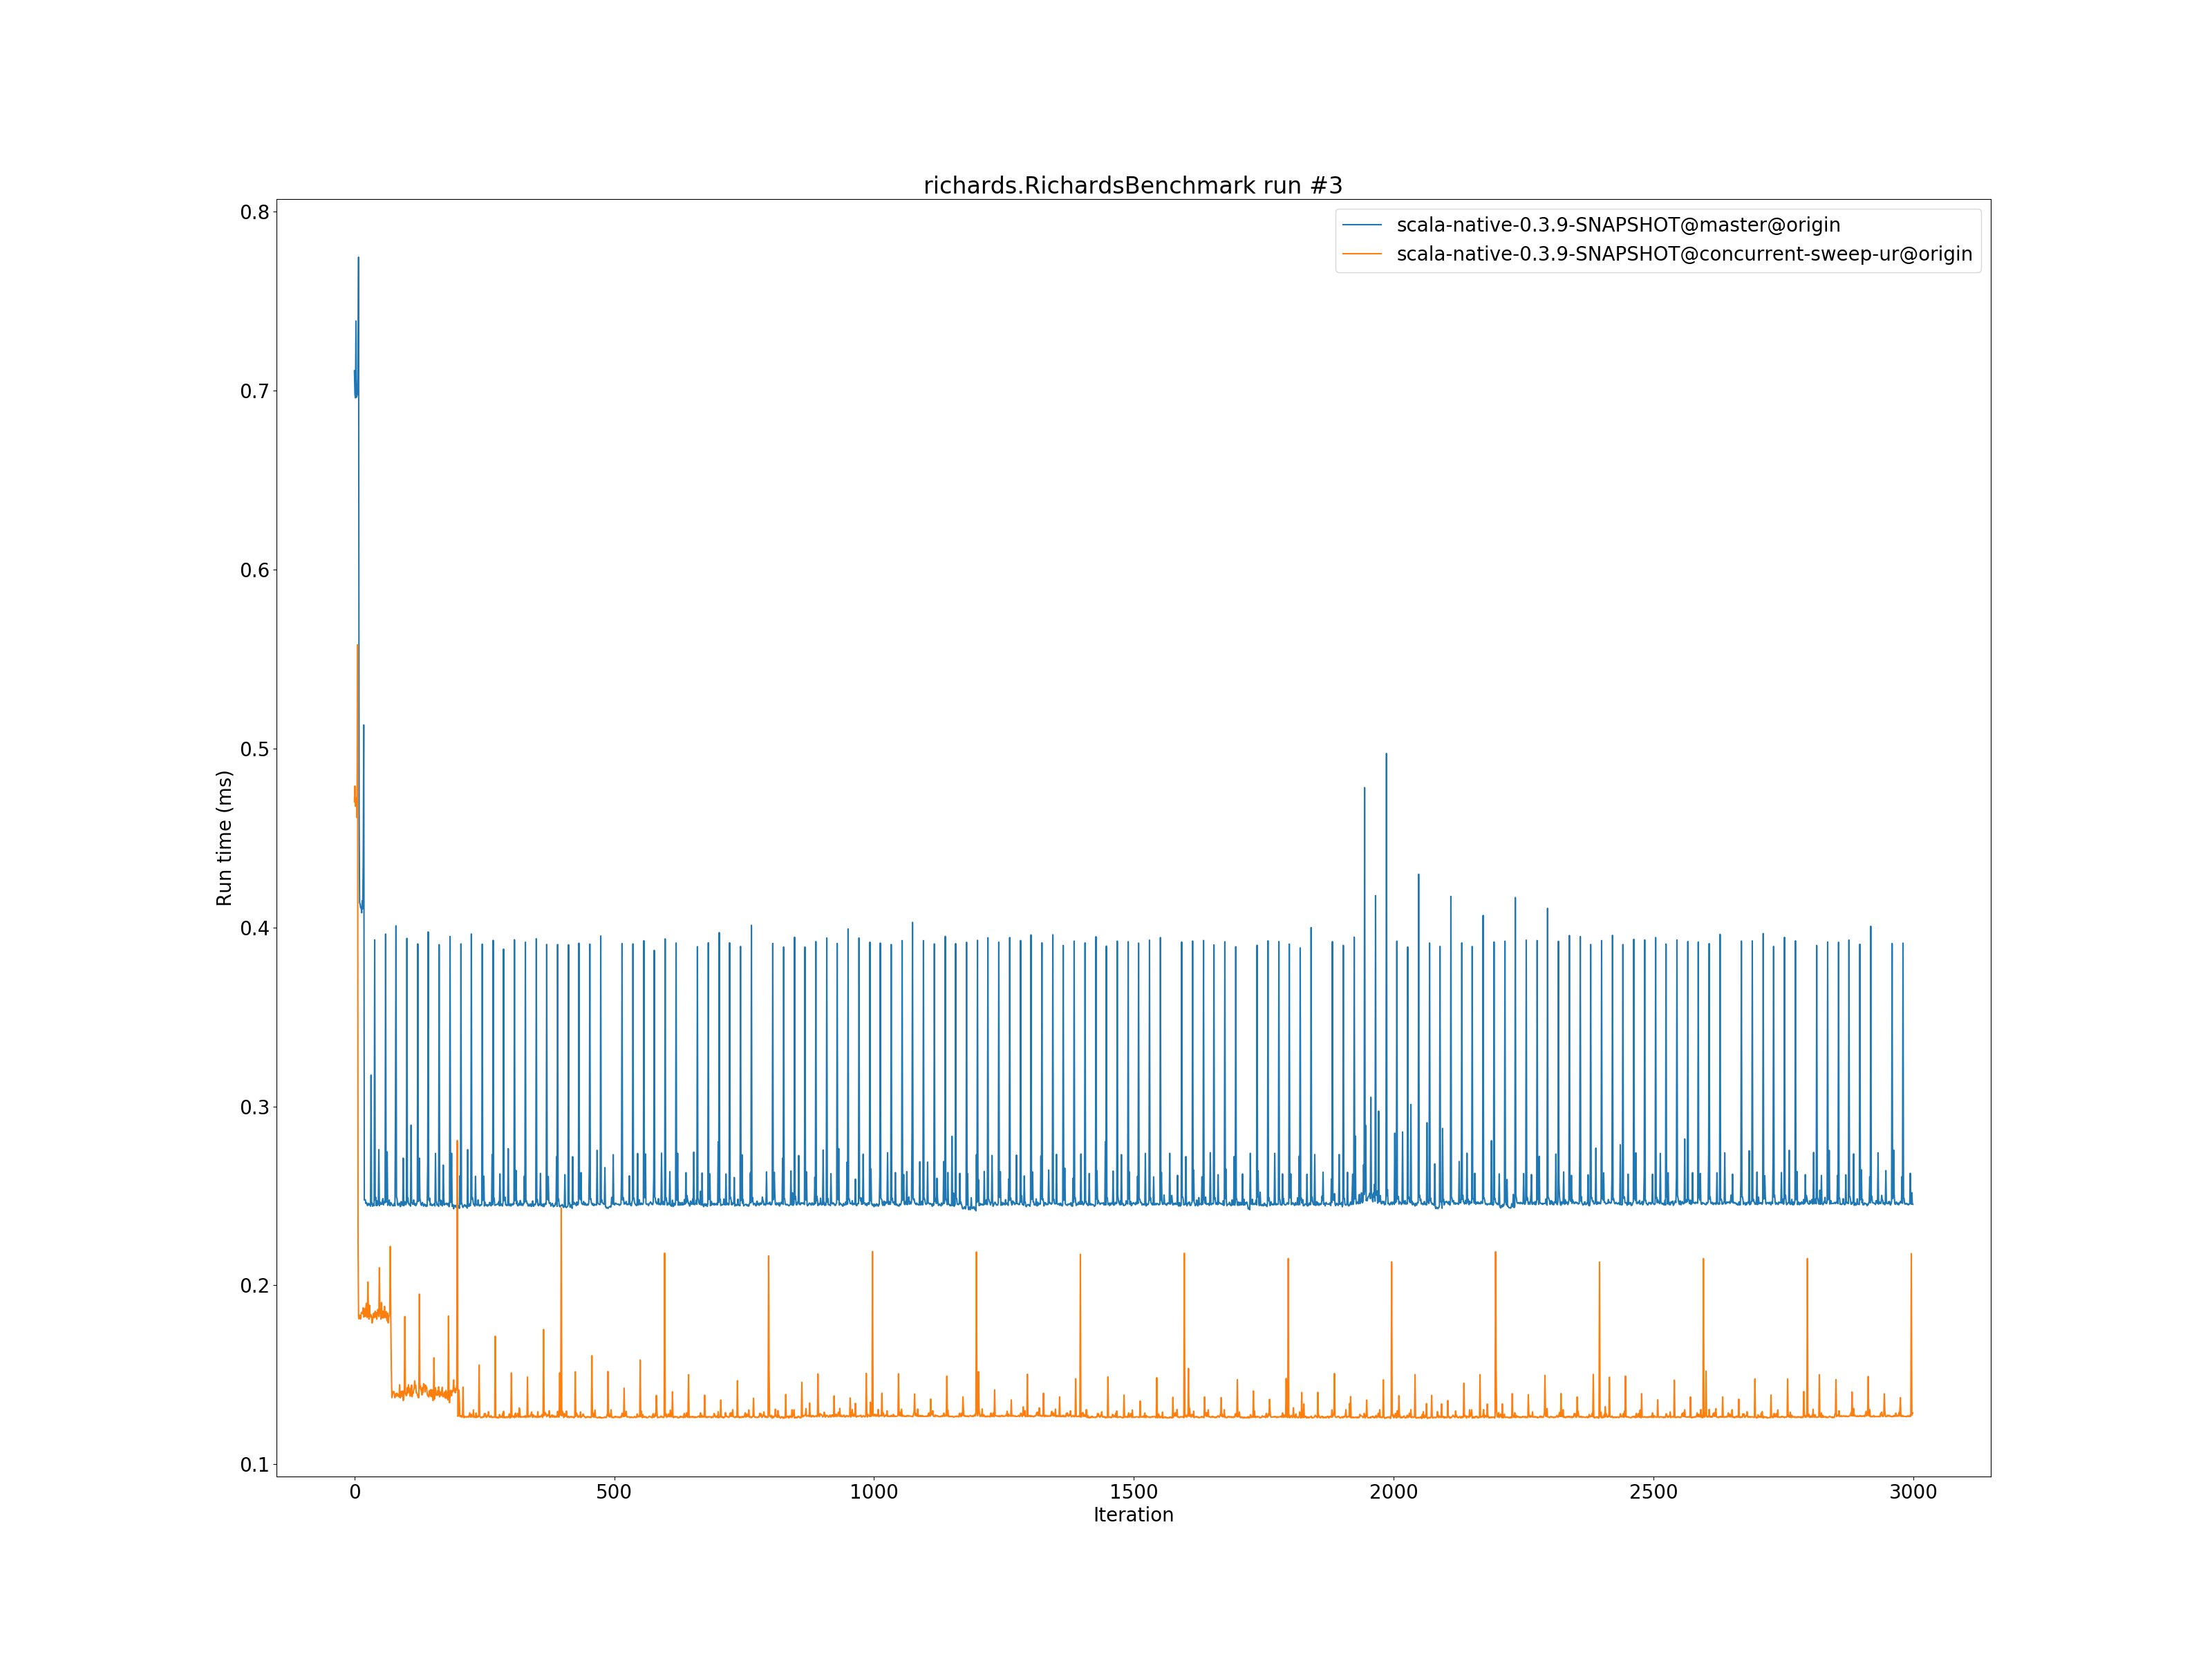 richards.RichardsBenchmark run #3
scala-native-0.3.9-SNAPSHOT@master@origin
scala-native-0.3.9-SNAPSHOT@concurrent-sweep-ur@origin
0.8
0.7
0.6
0.5
0.4
0.3
0.2
0.1
Run time (ms)
0 500 1000 1500 2000 2500 3000
Iteration